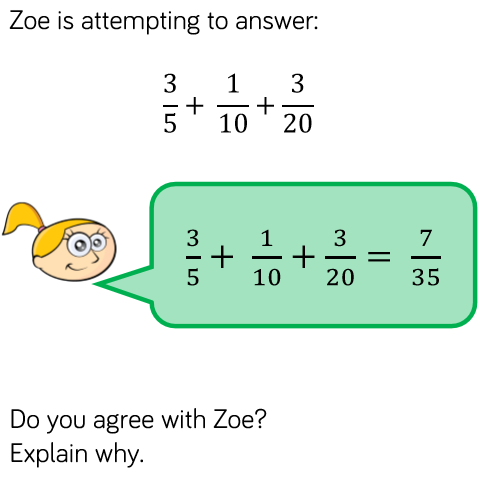 Zoe is attempting to answer:
3/5 + 1/10 + 3/20
3/5 + 1/10 + 3/20 = 7/35
Do you agree with Zoe?
Explain why.